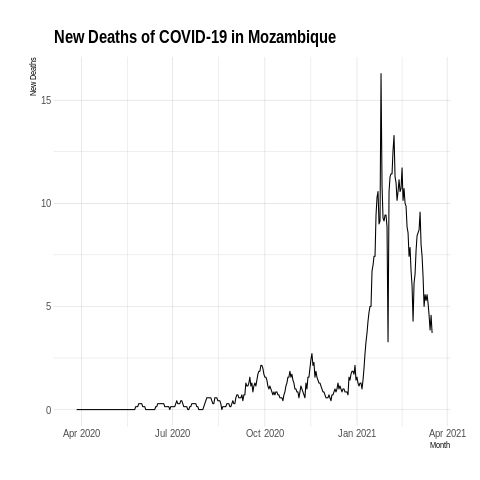 New Deaths of COVID-19 in Mozambique
New Deaths
15
10
5
0
Apr 2020 Jul 2020 Oct 2020 Jan 2021 Apr 2021
Month